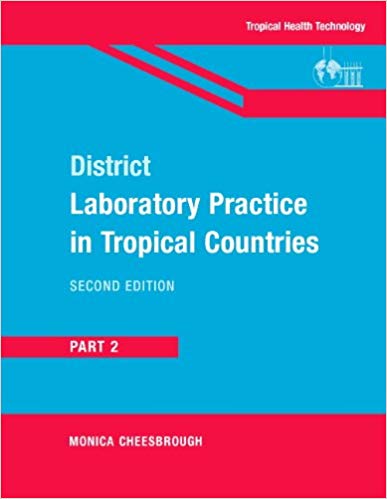 Tropical Health Technology
District
Laboratory Practice
in Tropical Countries
SECOND EDITION
PART 2
MONICA CHEESBROUGH